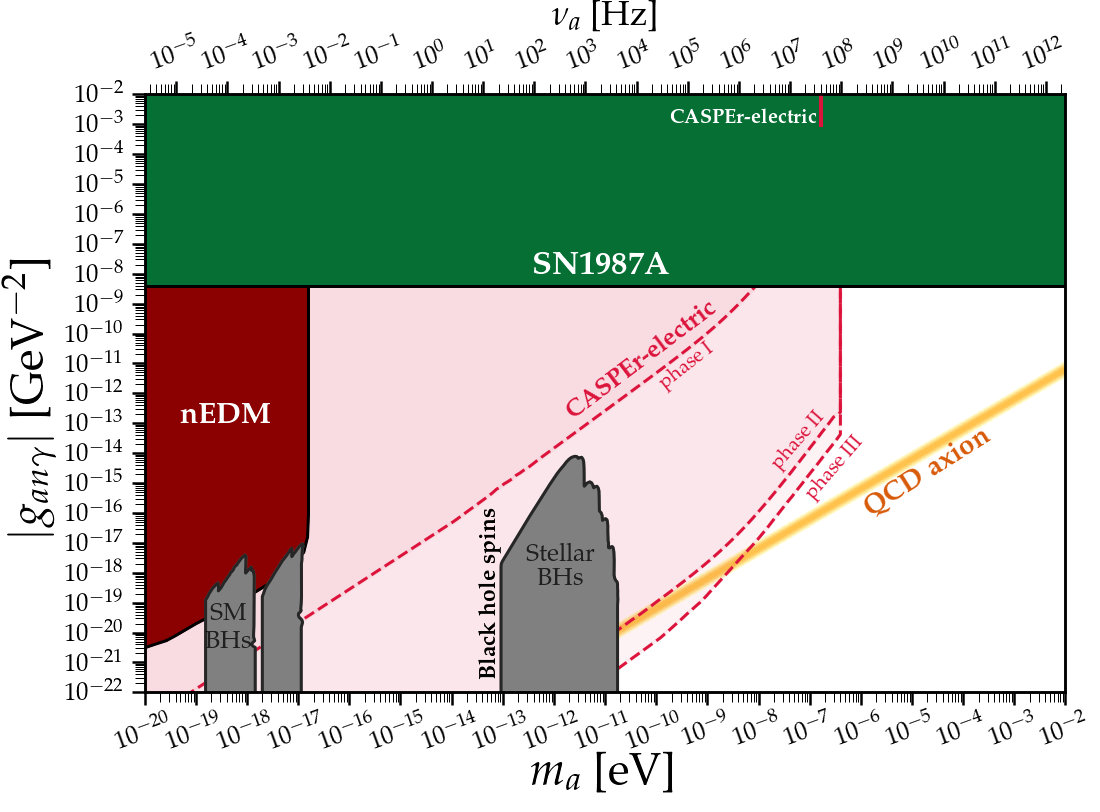 ν_a [Hz]
10^−5 10^−4 10^−3 10^−2 10^−1 10^0 10^1 10^2 10^3 10^4 10^5 10^6 10^7 10^8 10^9 10^10 10^11 10^12
10^−2
10^−3
10^−4
10^−5
10^−6
10^−7
10^−8
10^−9
10^−10
10^−11
10^−12
10^−13
10^−14
10^−15
10^−16
10^−17
10^−18
10^−19
10^−20
10^−21
10^−22
|g_{anγ}| [GeV^−2]
CASPEr-electric
SN1987A
nEDM
CASPEr-electric
phase I
phase II
phase III
QCD axion
Black hole spins
Stellar
BHs
SM
BHs
10^−20 10^−19 10^−18 10^−17 10^−16 10^−15 10^−14 10^−13 10^−12 10^−11 10^−10 10^−9 10^−8 10^−7 10^−6 10^−5 10^−4 10^−3 10^−2
m_a [eV]